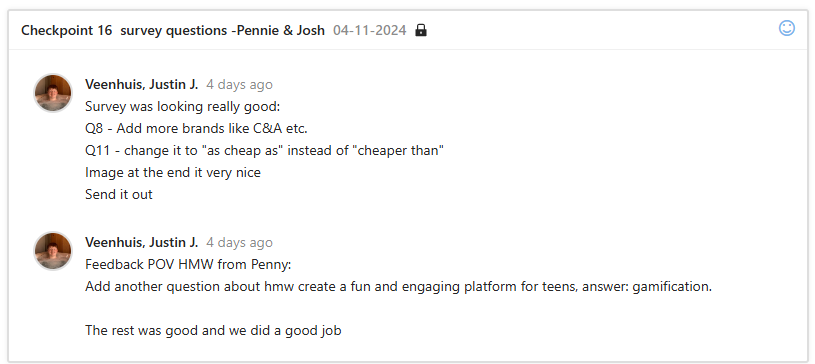 Checkpoint 16 survey questions -Pennie & Josh 04-11-2024
Veenhuis, Justin J. 4 days ago
Survey was looking really good:
Q8 - Add more brands like C&A etc.
Q11 - change it to "as cheap as" instead of "cheaper than"
Image at the end it very nice
Send it out
Veenhuis, Justin J. 4 days ago
Feedback POV HMW from Penny:
Add another question about hmw create a fun and engaging platform for teens, answer: gamification.
The rest was good and we did a good job